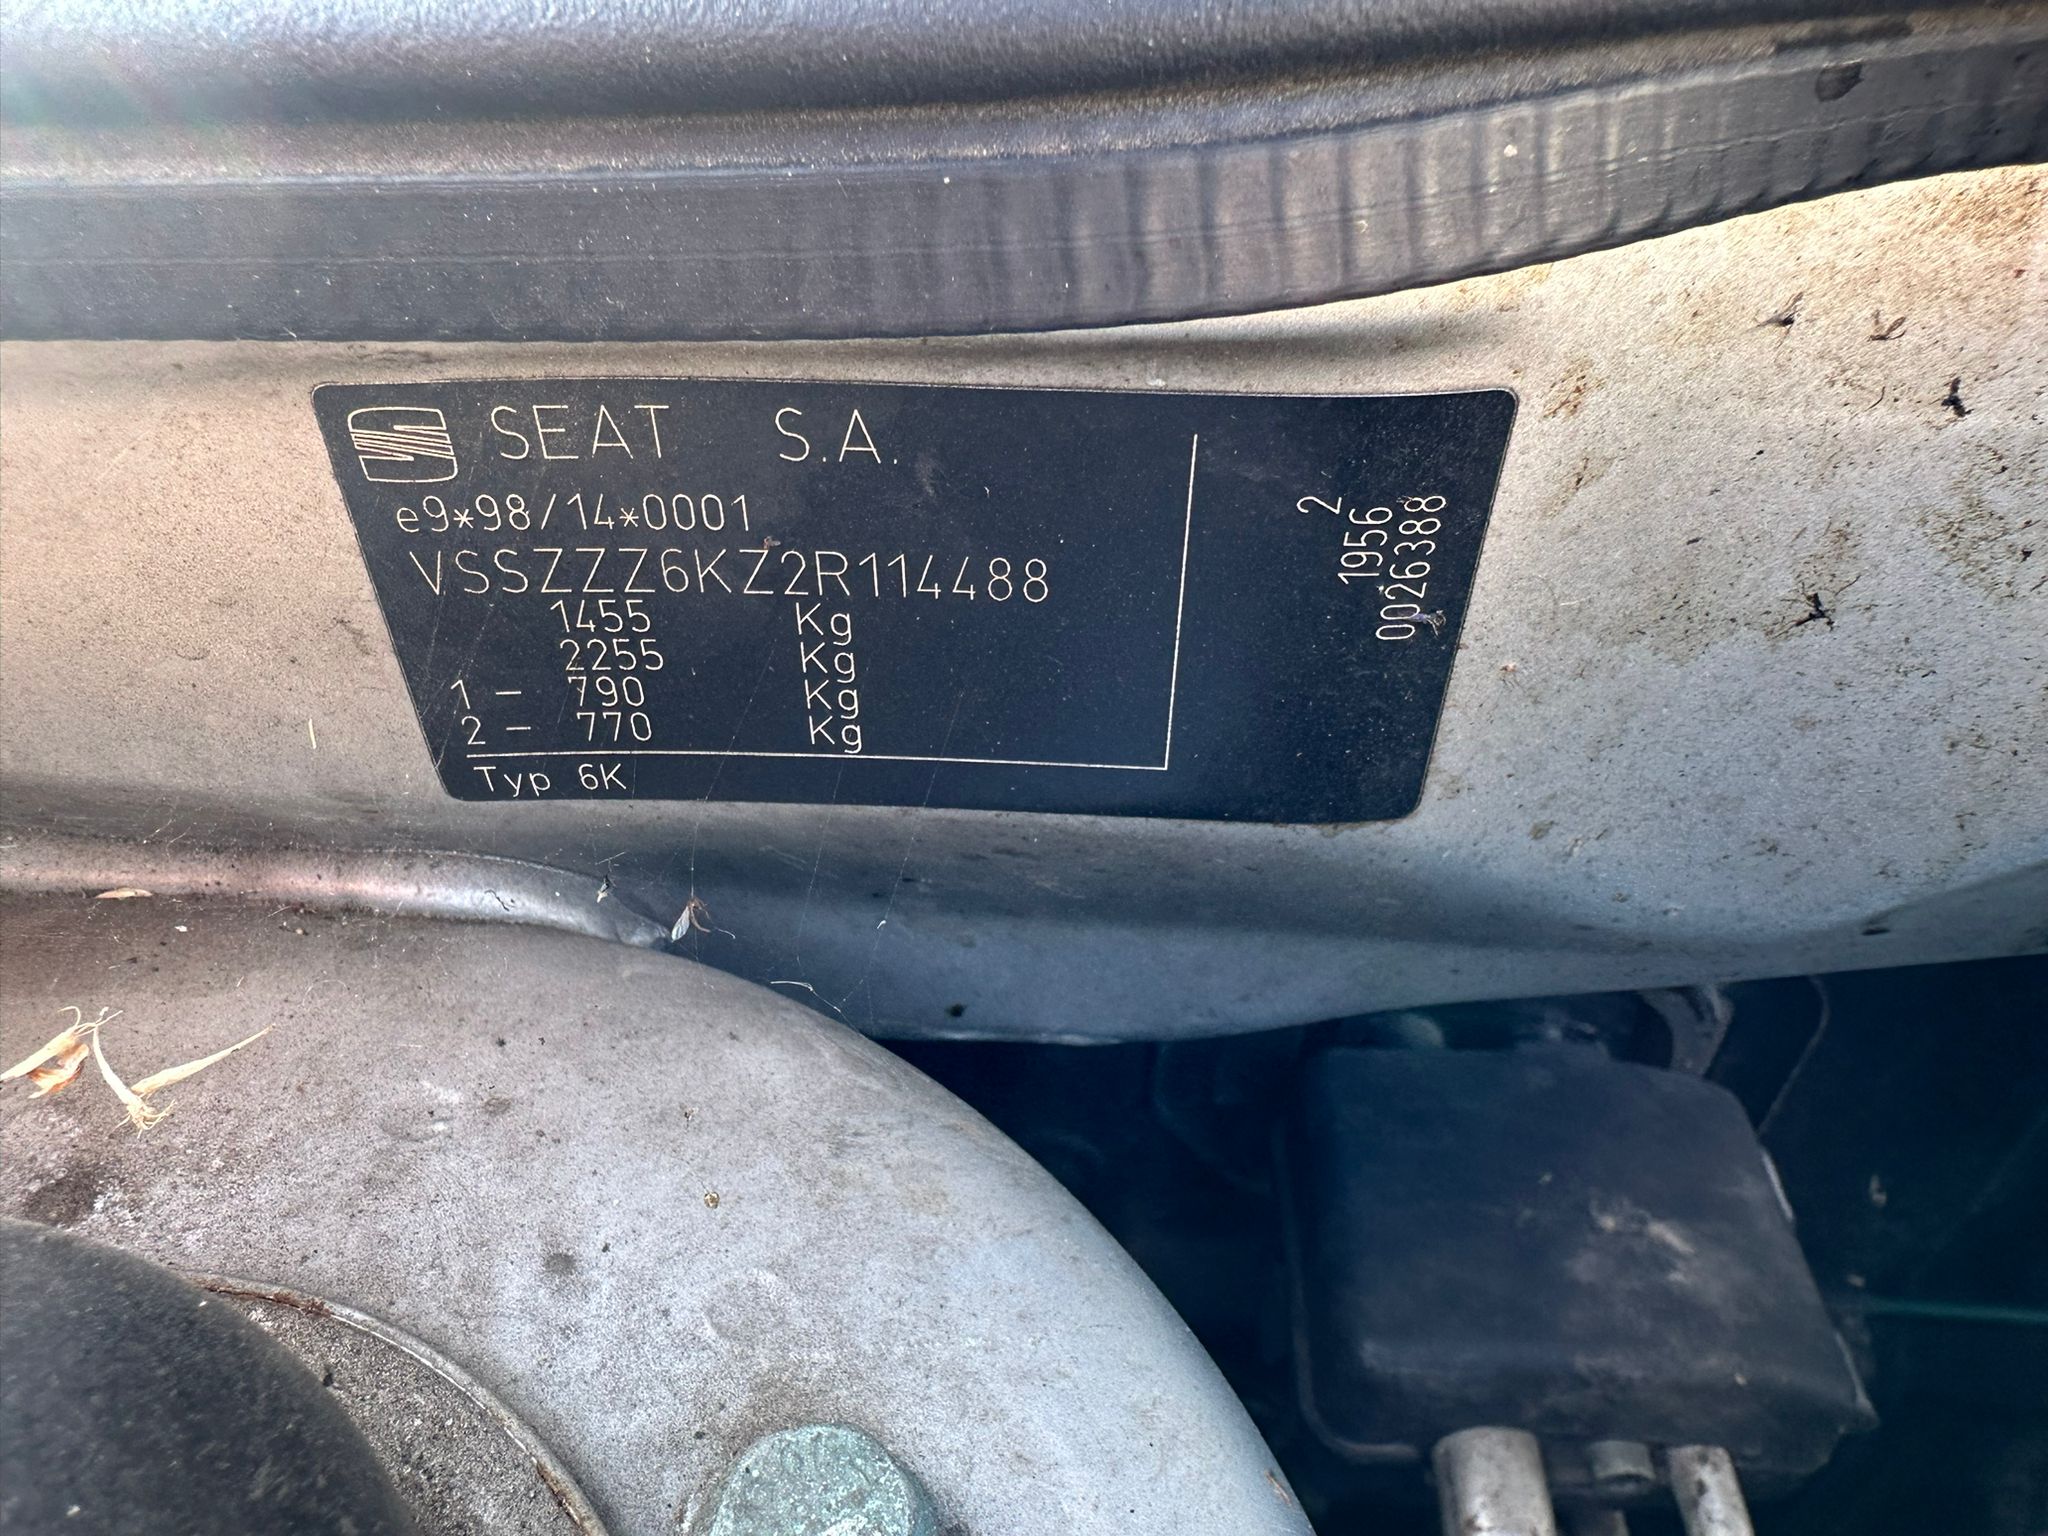 SEAT S.A.
e9*98/14*0001
VSSZZZ6KZ2R114488
1455 Kg
2255 Kg
1 - 790 Kg
2 - 770 Kg
Typ 6K
2
1956
0026388